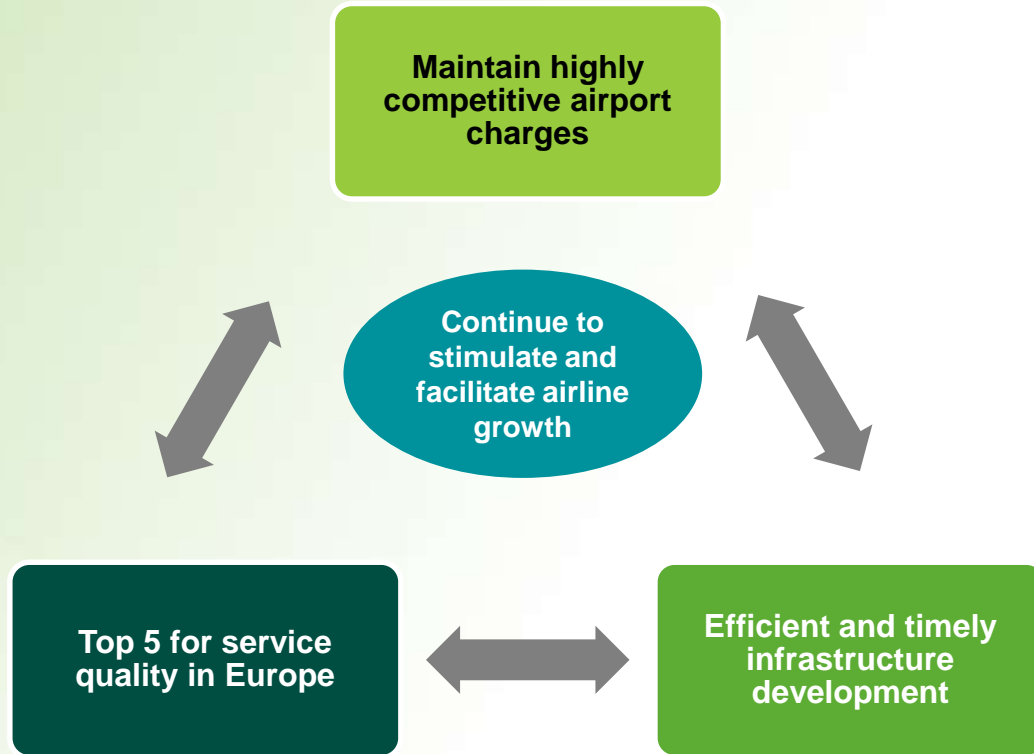 Maintain highly
competitive airport
charges
Continue to
stimulate and
facilitate airline
growth
Top 5 for service
quality in Europe
Efficient and timely
infrastructure
development